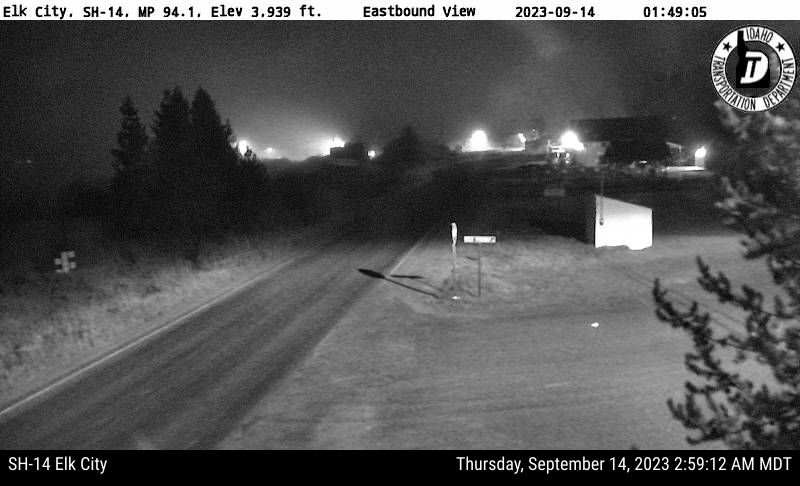 Elk City, SH-14, MP 94.1, Elev 3,939 ft. Eastbound View 2023-09-14 01:49:05
IDAHO
TRANSPORTATION DEPARTMENT
SH-14 Elk City Thursday, September 14, 2023 2:59:12 AM MDT